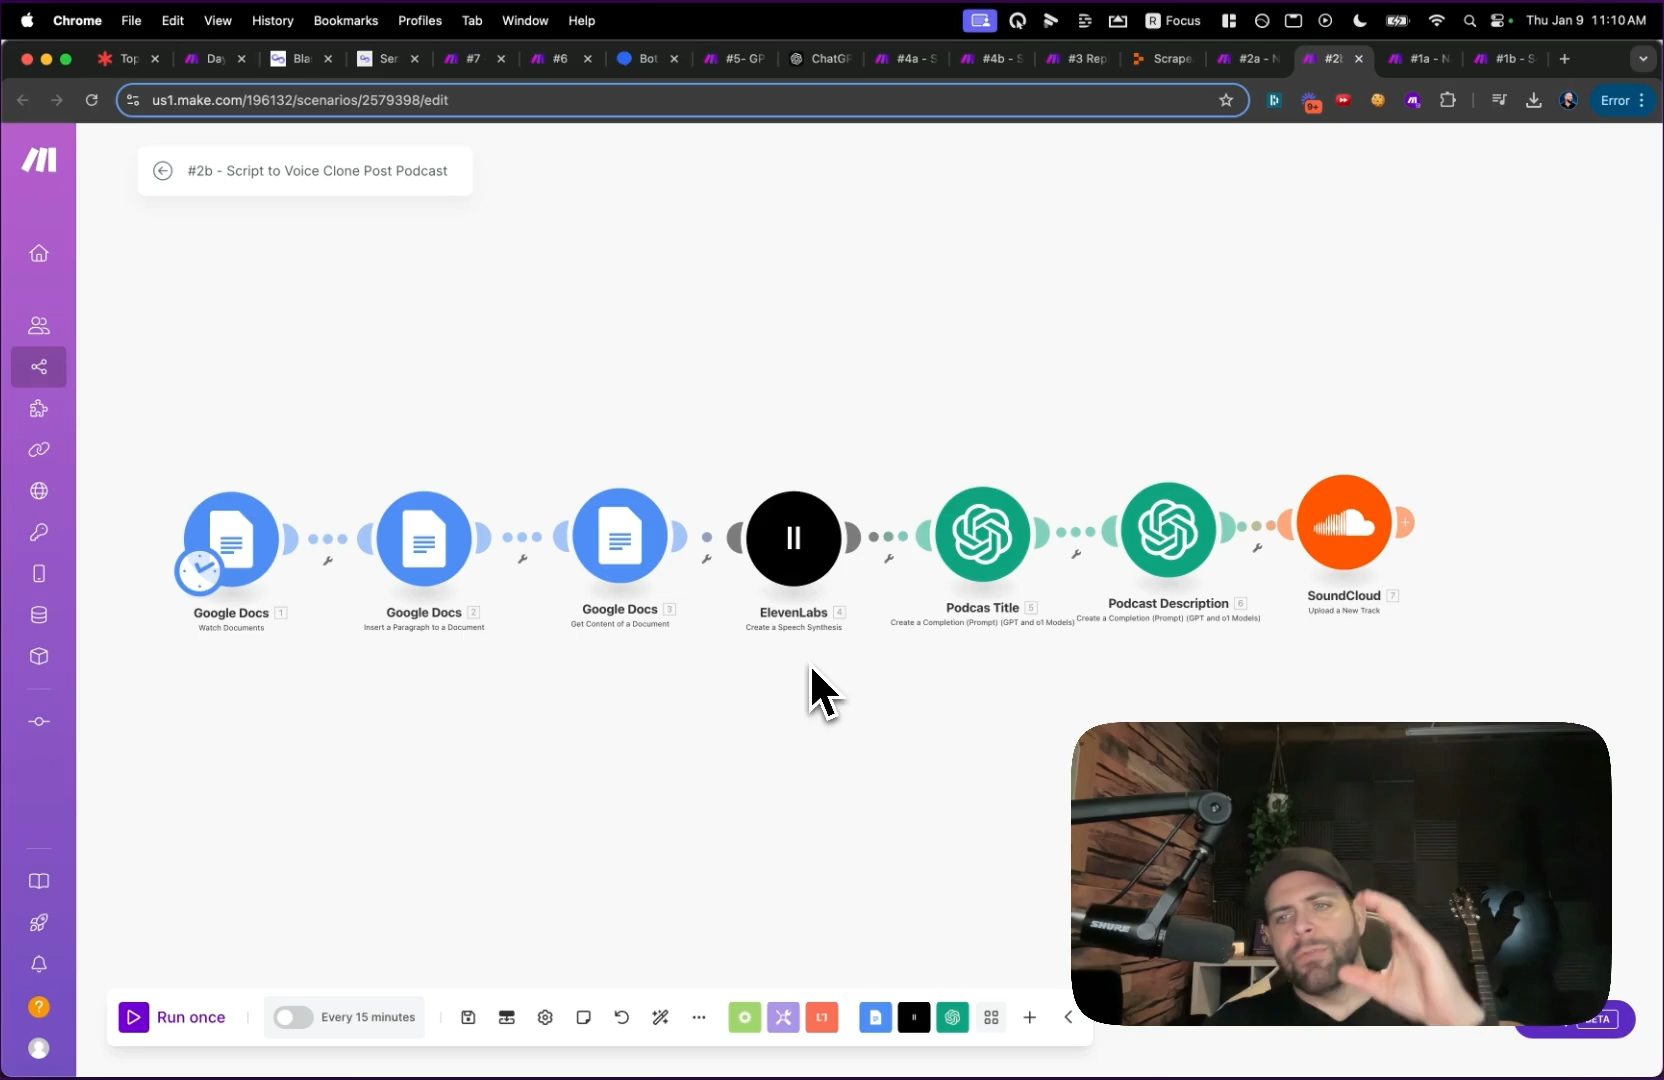 Chrome File Edit View History Bookmarks Profiles Tab Window Help R Focus Thu Jan 9 11:10 AM
Top Day Bla Ser #7 #6 Bot #5- GP ChatGP #4a - S #4b - S #3 Rep Scrape #2a - N #2b #1a - N #1b - S
us1.make.com/196132/scenarios/2579398/edit 9+ Error
#2b - Script to Voice Clone Post Podcast
Google Docs 1
Watch Documents
Google Docs 2
Insert a Paragraph to a Document
Google Docs 3
Get Content of a Document
ElevenLabs 4
Create a Speech Synthesis
Podcas Title 5
Create a Completion (Prompt) (GPT and o1 Models)
Podcast Description 6
Create a Completion (Prompt) (GPT and o1 Models)
SoundCloud 7
Upload a New Track
SHURE
Run once Every 15 minutes
BETA